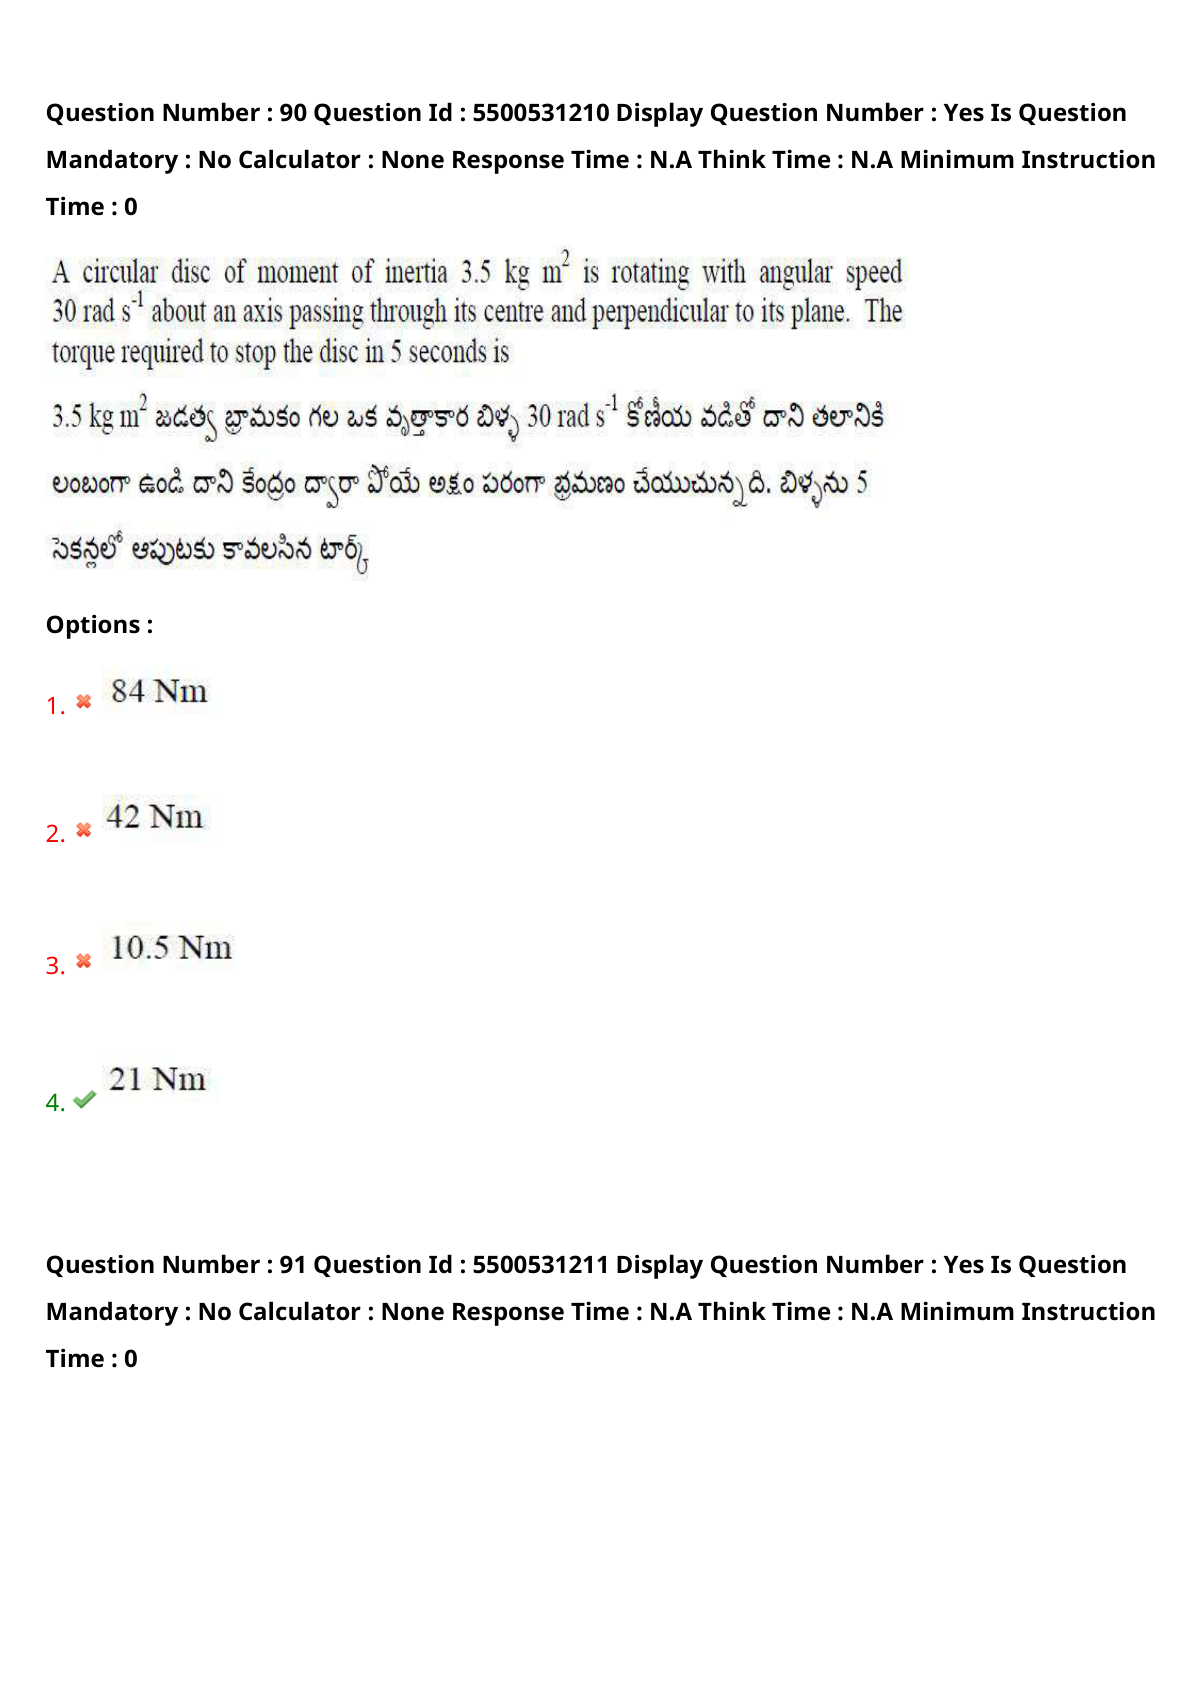 Question Number : 90 Question Id : 5500531210 Display Question Number : Yes Is Question
Mandatory : No Calculator : None Response Time : N.A Think Time : N.A Minimum Instruction
Time : 0
A circular disc of moment of inertia 3.5 kg m² is rotating with angular speed
30 rad s⁻¹ about an axis passing through its centre and perpendicular to its plane. The
torque required to stop the disc in 5 seconds is
3.5 kg m² జడత్వ భ్రామకం గల ఒక వృత్తాకార బిళ్ళ 30 rad s⁻¹ కోణీయ వడితో దాని తలానికి
లంబంగా ఉండి దాని కేంద్రం ద్వారా పోయే అక్షం పరంగా భ్రమణం చేయుచున్నది. బిళ్ళను 5
సెకన్లలో ఆపుటకు కావలసిన టార్క్
Options :
1. 84 Nm
2. 42 Nm
3. 10.5 Nm
4. 21 Nm
Question Number : 91 Question Id : 5500531211 Display Question Number : Yes Is Question
Mandatory : No Calculator : None Response Time : N.A Think Time : N.A Minimum Instruction
Time : 0